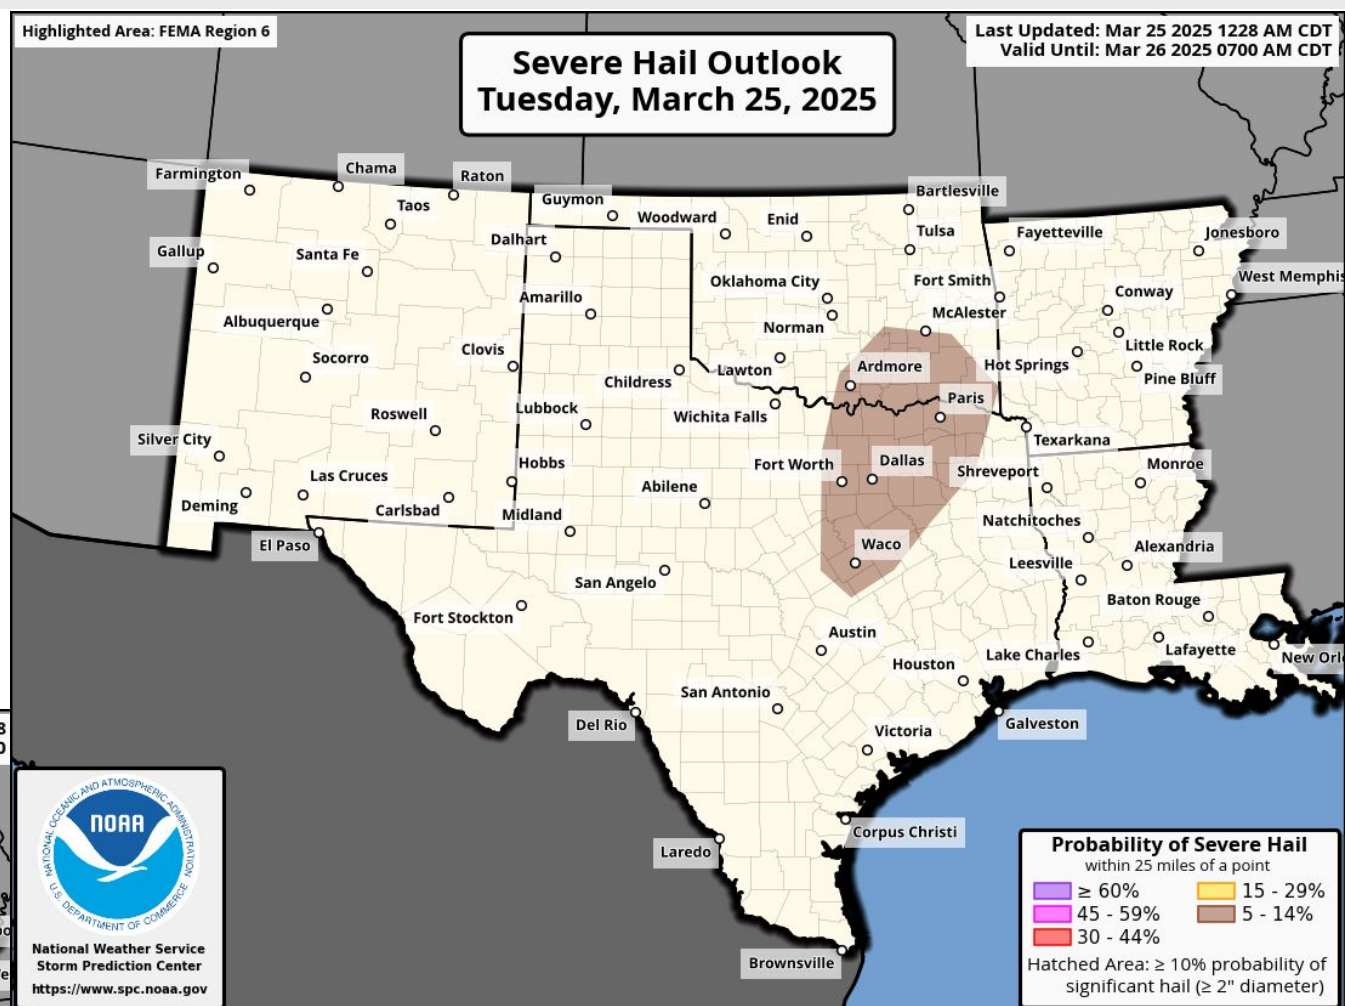 Highlighted Area: FEMA Region 6
Last Updated: Mar 25 2025 1228 AM CDT
Valid Until: Mar 26 2025 0700 AM CDT
Severe Hail Outlook
Tuesday, March 25, 2025
Farmington
Chama
Raton
Taos
Guymon
Woodward
Enid
Bartlesville
Tulsa
Fayetteville
Jonesboro
Gallup
Santa Fe
Dalhart
Oklahoma City
Fort Smith
West Memphis
Amarillo
Conway
Albuquerque
Norman
McAlester
Little Rock
Socorro
Clovis
Childress
Lawton
Ardmore
Hot Springs
Pine Bluff
Roswell
Lubbock
Wichita Falls
Paris
Silver City
Texarkana
Las Cruces
Hobbs
Fort Worth
Dallas
Shreveport
Monroe
Deming
Carlsbad
Midland
Abilene
Natchitoches
El Paso
Waco
Alexandria
San Angelo
Leesville
Fort Stockton
Baton Rouge
Austin
Lake Charles
Lafayette
New Orl
Houston
San Antonio
Del Rio
Victoria
Galveston
Corpus Christi
Laredo
Brownsville
8
0
NATIONAL OCEANIC AND ATMOSPHERIC ADMINISTRATION
NOAA
U.S. DEPARTMENT OF COMMERCE
National Weather Service
Storm Prediction Center
https://www.spc.noaa.gov
Probability of Severe Hail
within 25 miles of a point
≥ 60%
15 - 29%
45 - 59%
5 - 14%
30 - 44%
Hatched Area: ≥ 10% probability of
significant hail (≥ 2" diameter)